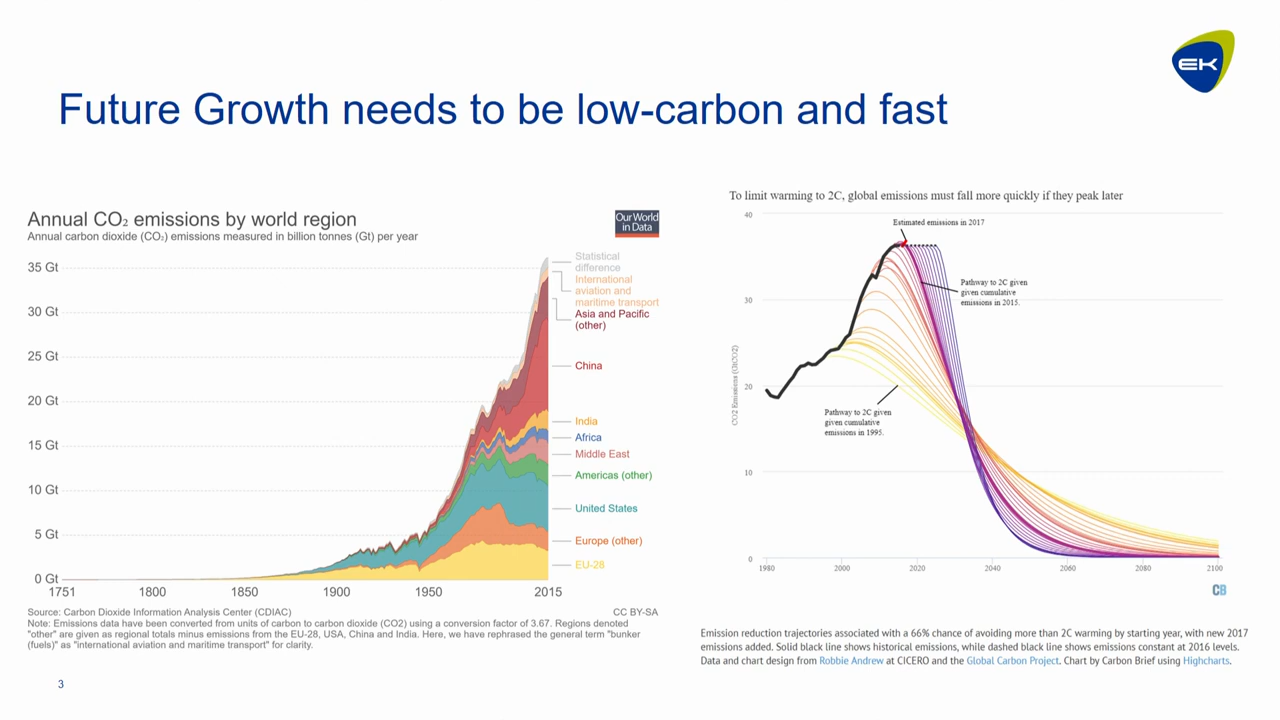 EK
Future Growth needs to be low-carbon and fast
Annual CO₂ emissions by world region
Annual carbon dioxide (CO₂) emissions measured in billion tonnes (Gt) per year
Our World
in Data
35 Gt
30 Gt
25 Gt
20 Gt
15 Gt
10 Gt
5 Gt
0 Gt
1751
1800
1850
1900
1950
2015
Statistical
difference
International
aviation and
maritime transport
Asia and Pacific
(other)
China
India
Africa
Middle East
Americas (other)
United States
Europe (other)
EU-28
Source: Carbon Dioxide Information Analysis Center (CDIAC)
CC BY-SA
Note: Emissions data have been converted from units of carbon to carbon dioxide (CO2) using a conversion factor of 3.67. Regions denoted
"other" are given as regional totals minus emissions from the EU-28, USA, China and India. Here, we have rephrased the general term "bunker
(fuels)" as "international aviation and maritime transport" for clarity.
To limit warming to 2C, global emissions must fall more quickly if they peak later
CO2 Emissions (GtCO2)
40
30
20
10
0
Estimated emissions in 2017
Pathway to 2C given
given cumulative
emissions in 2015.
Pathway to 2C given
given cumulative
emissions in 1995.
1980
2000
2020
2040
2060
2080
2100
CB
Emission reduction trajectories associated with a 66% chance of avoiding more than 2C warming by starting year, with new 2017
emissions added. Solid black line shows historical emissions, while dashed black line shows emissions constant at 2016 levels.
Data and chart design from Robbie Andrew at CICERO and the Global Carbon Project. Chart by Carbon Brief using Highcharts.
3